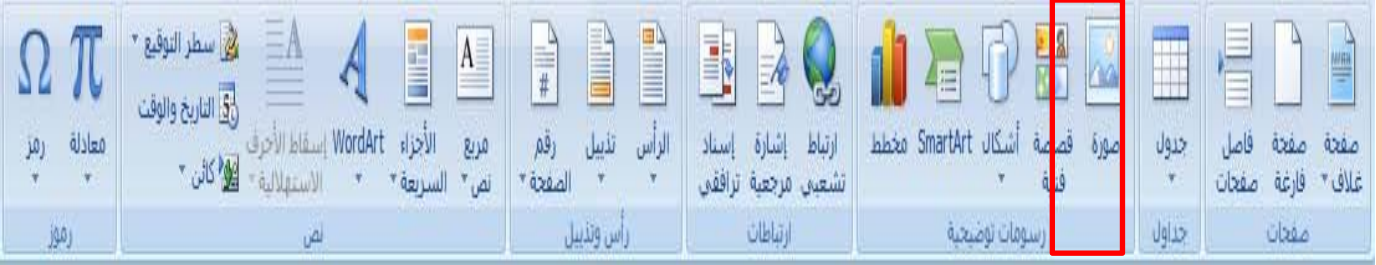 صفحة غلاف
صفحة فارغة
فاصل صفحات
صفحات
جدول
جداول
صورة
قصاصة فنية
أشكال
SmartArt
مخطط
رسومات توضيحية
ارتباط تشعبي
إشارة مرجعية
إسناد ترافقي
ارتباطات
الرأس
تذييل
رقم الصفحة
#
رأس وتذييل
A
مربع نص
الأجزاء السريعة
A
WordArt
A
إسقاط الأحرف الاستهلالية
سطر التوقيع
5
التاريخ والوقت
كائن
نص
π
معادلة
Ω
رمز
رموز